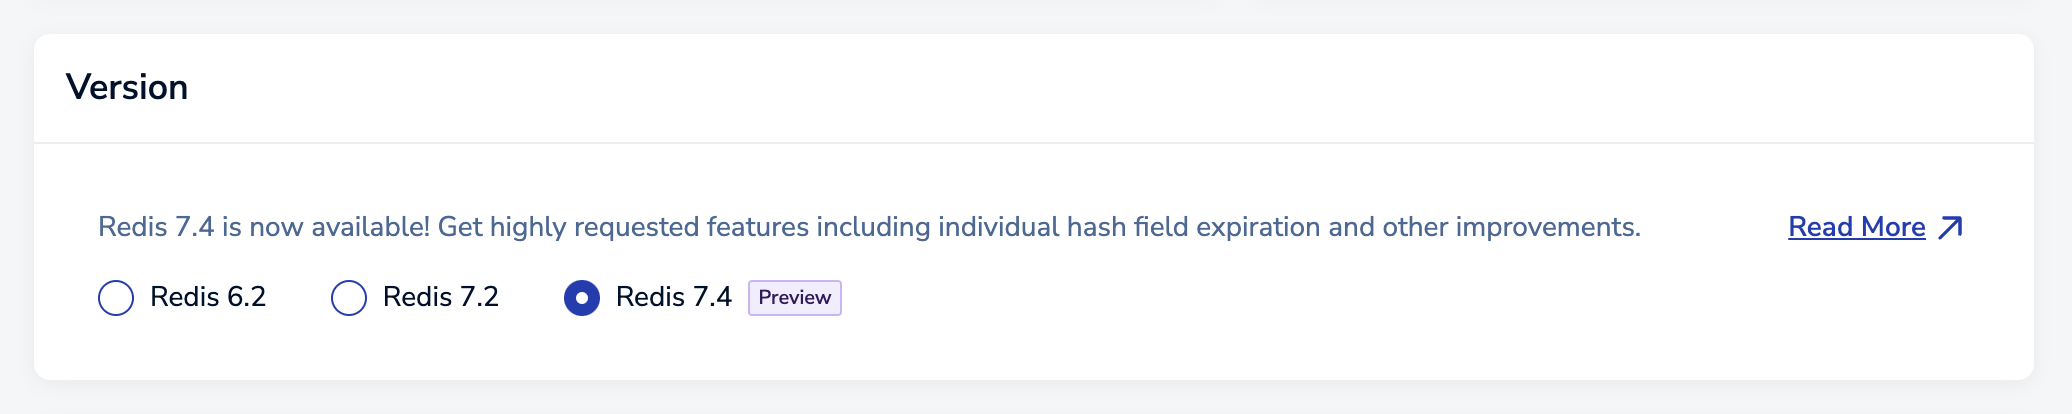 Version
Redis 7.4 is now available! Get highly requested features including individual hash field expiration and other improvements. Read More
Redis 6.2 Redis 7.2 Redis 7.4 Preview